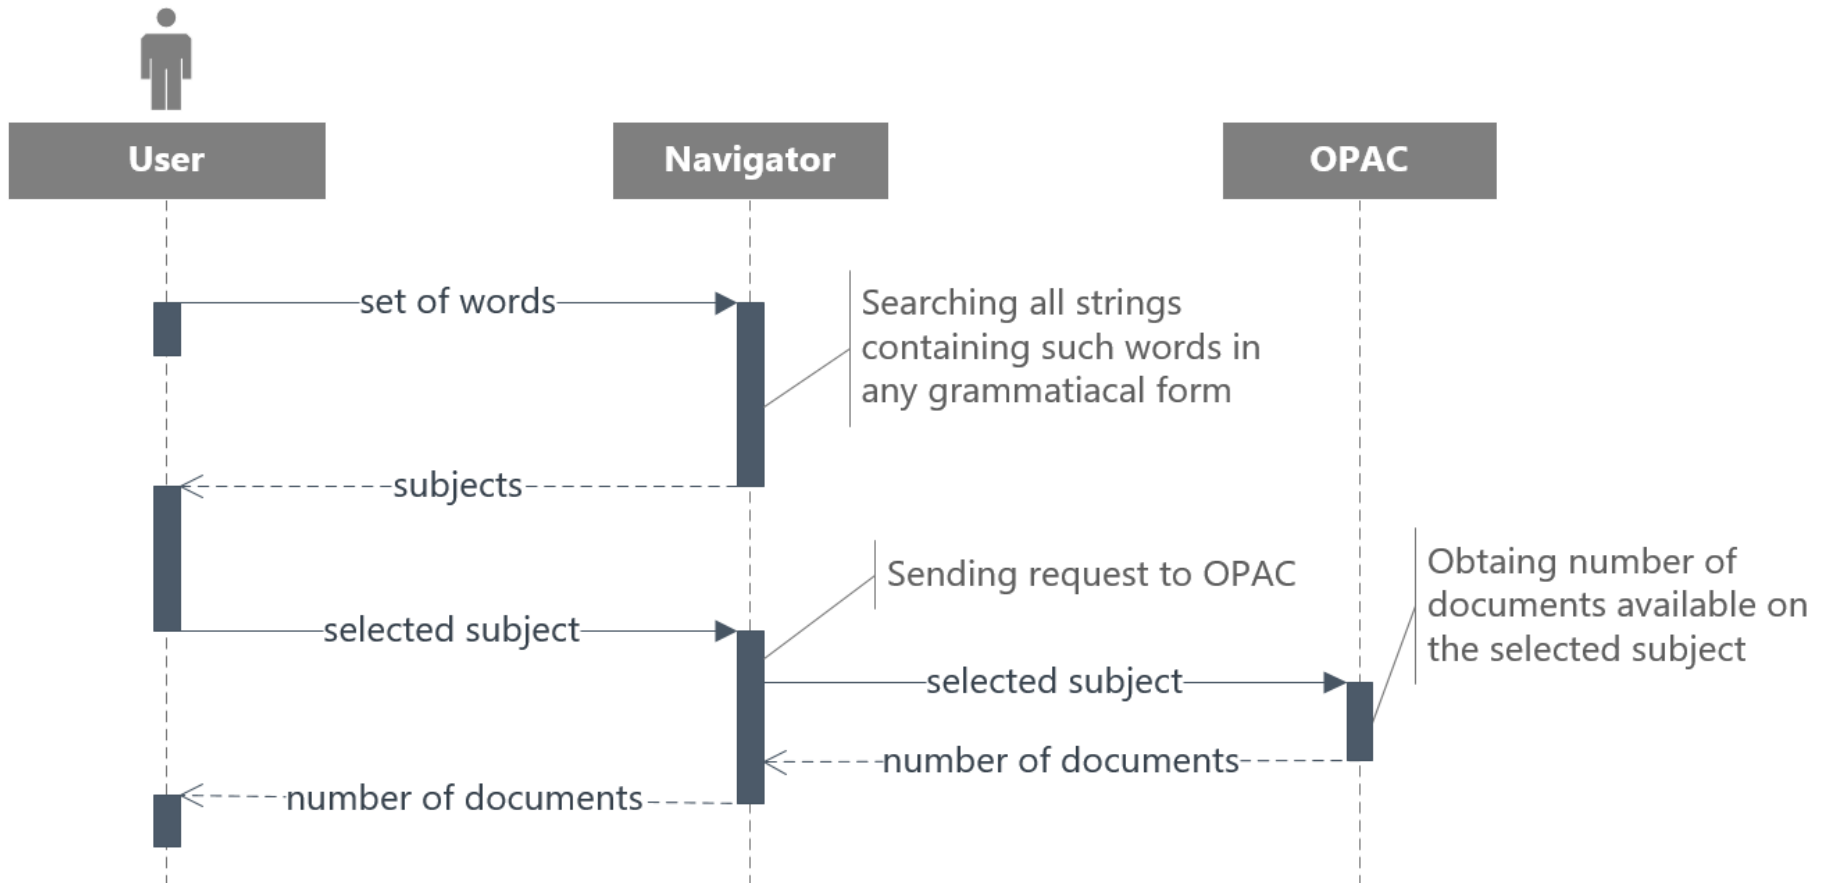 User
Navigator
OPAC
set of words
Searching all strings
containing such words in
any grammatiacal form
subjects
Sending request to OPAC
Obtaing number of
documents available on
the selected subject
selected subject
selected subject
number of documents
number of documents